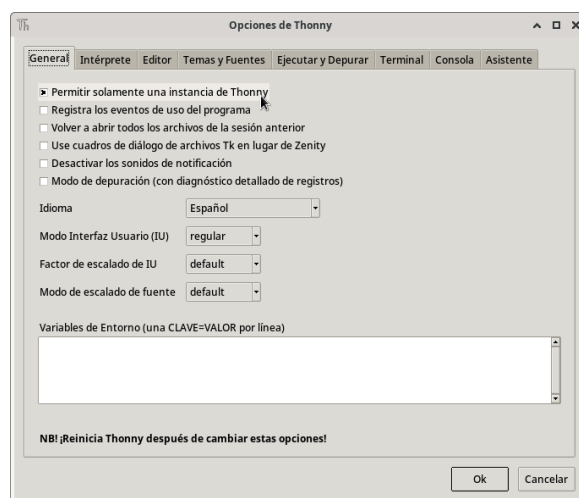 Opciones de Thonny
General Intérprete Editor Temas y Fuentes Ejecutar y Depurar Terminal Consola Asistente
Permitir solamente una instancia de Thonny
Registra los eventos de uso del programa
Volver a abrir todos los archivos de la sesión anterior
Use cuadros de diálogo de archivos Tk en lugar de Zenity
Desactivar los sonidos de notificación
Modo de depuración (con diagnóstico detallado de registros)
Idioma Español
Modo Interfaz Usuario (IU) regular
Factor de escalado de IU default
Modo de escalado de fuente default
Variables de Entorno (una CLAVE=VALOR por línea)
NB! ¡Reinicia Thonny después de cambiar estas opciones!
Ok Cancelar